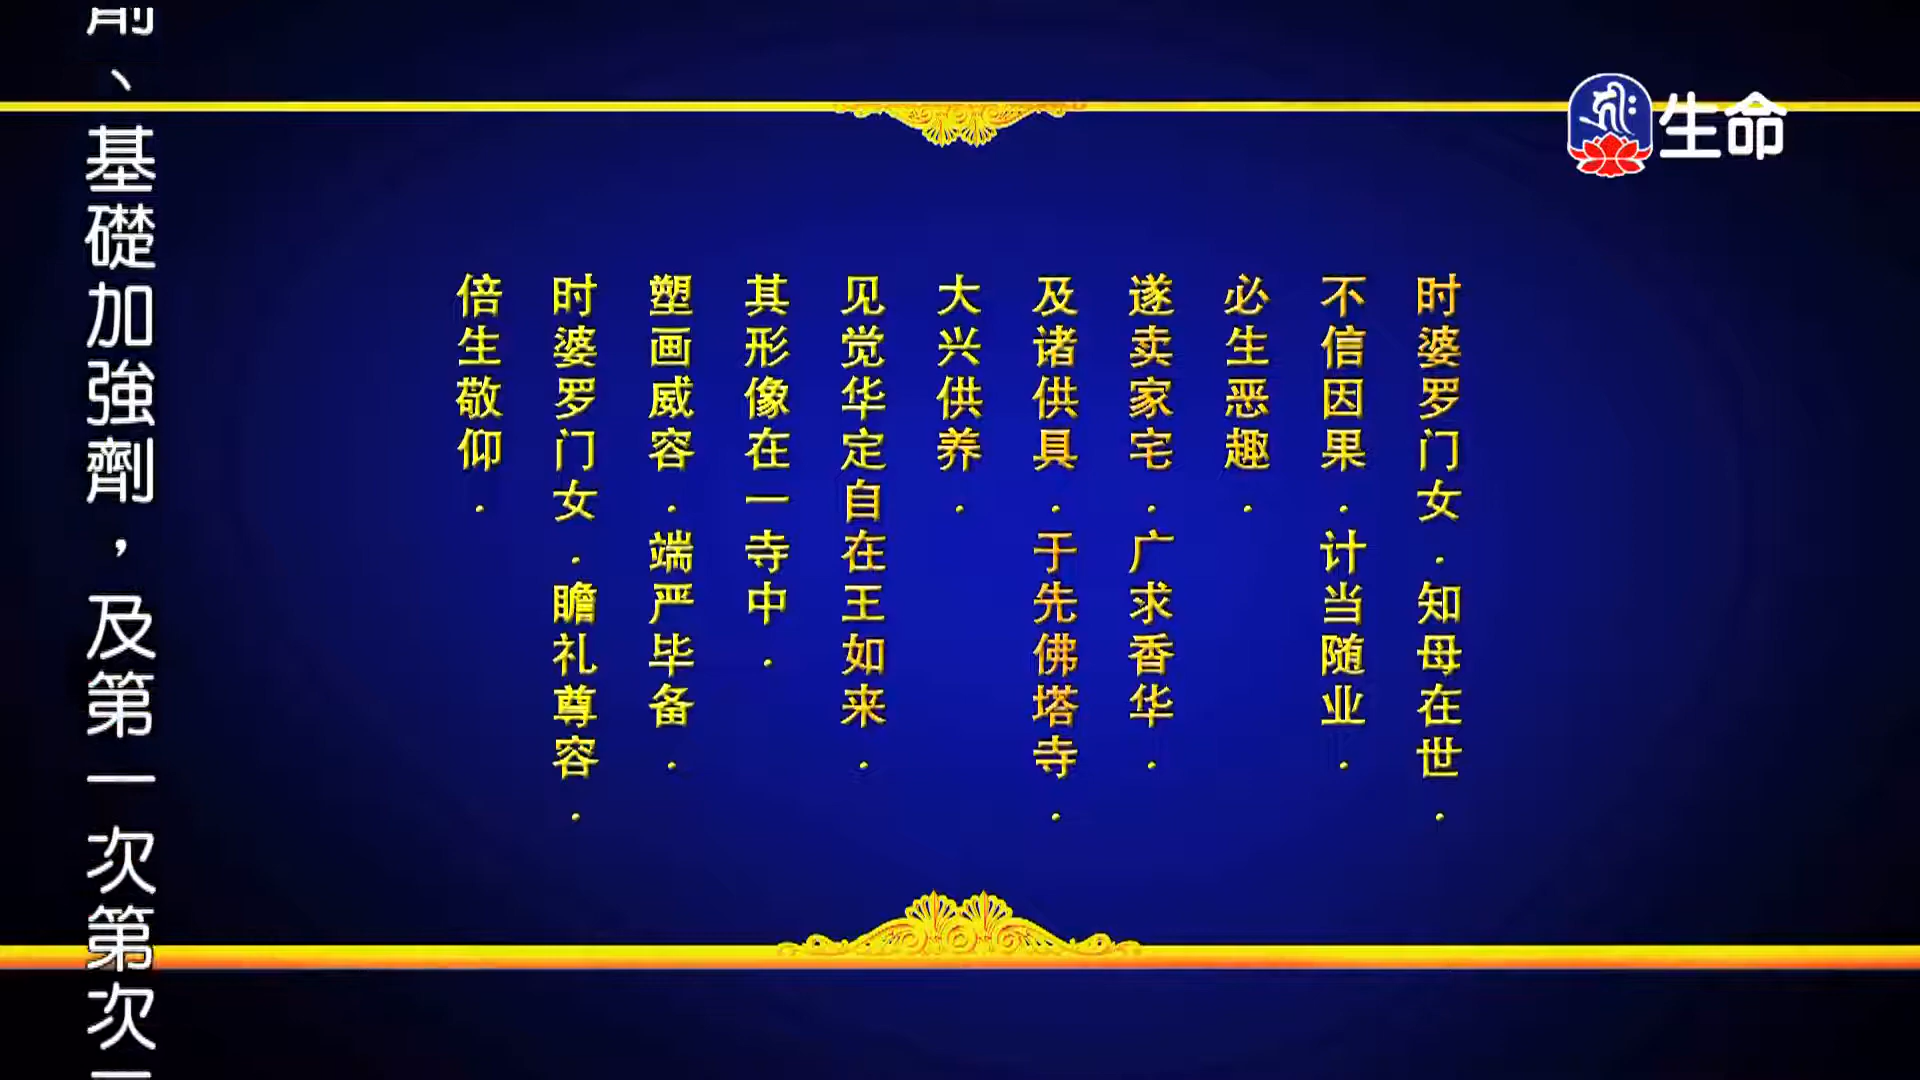 生命
时婆罗门女．知母在世．
不信因果．计当随业．
必生恶趣．
遂卖家宅．广求香华．
及诸供具．于先佛塔寺．
大兴供养．
见觉华定自在王如来．
其形像在一寺中．
塑画威容．端严毕备．
时婆罗门女．瞻礼尊容．
倍生敬仰．
劑、基礎加強劑，及第一次第次